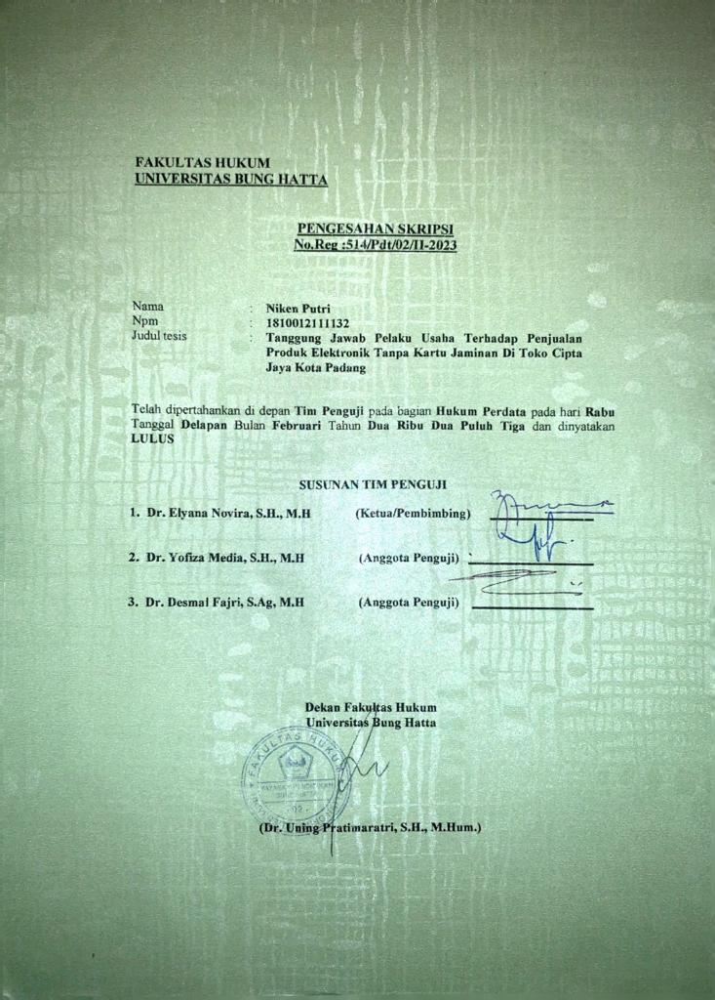 FAKULTAS HUKUM
UNIVERSITAS BUNG HATTA
PENGESAHAN SKRIPSI
No.Reg :514/Pdt/02/II-2023
Nama : Niken Putri
Npm : 1810012111132
Judul tesis : Tanggung Jawab Pelaku Usaha Terhadap Penjualan
Produk Elektronik Tanpa Kartu Jaminan Di Toko Cipta
Jaya Kota Padang
Telah dipertahankan di depan Tim Penguji pada bagian Hukum Perdata pada hari Rabu
Tanggal Delapan Bulan Februari Tahun Dua Ribu Dua Puluh Tiga dan dinyatakan
LULUS
SUSUNAN TIM PENGUJI
1. Dr. Elyana Novira, S.H., M.H (Ketua/Pembimbing)
2. Dr. Yofiza Media, S.H., M.H (Anggota Penguji)
3. Dr. Desmal Fajri, S.Ag, M.H (Anggota Penguji)
Dekan Fakultas Hukum
Universitas Bung Hatta
FAKULTAS HUKUM
(Dr. Uning Pratimaratri, S.H., M.Hum.)